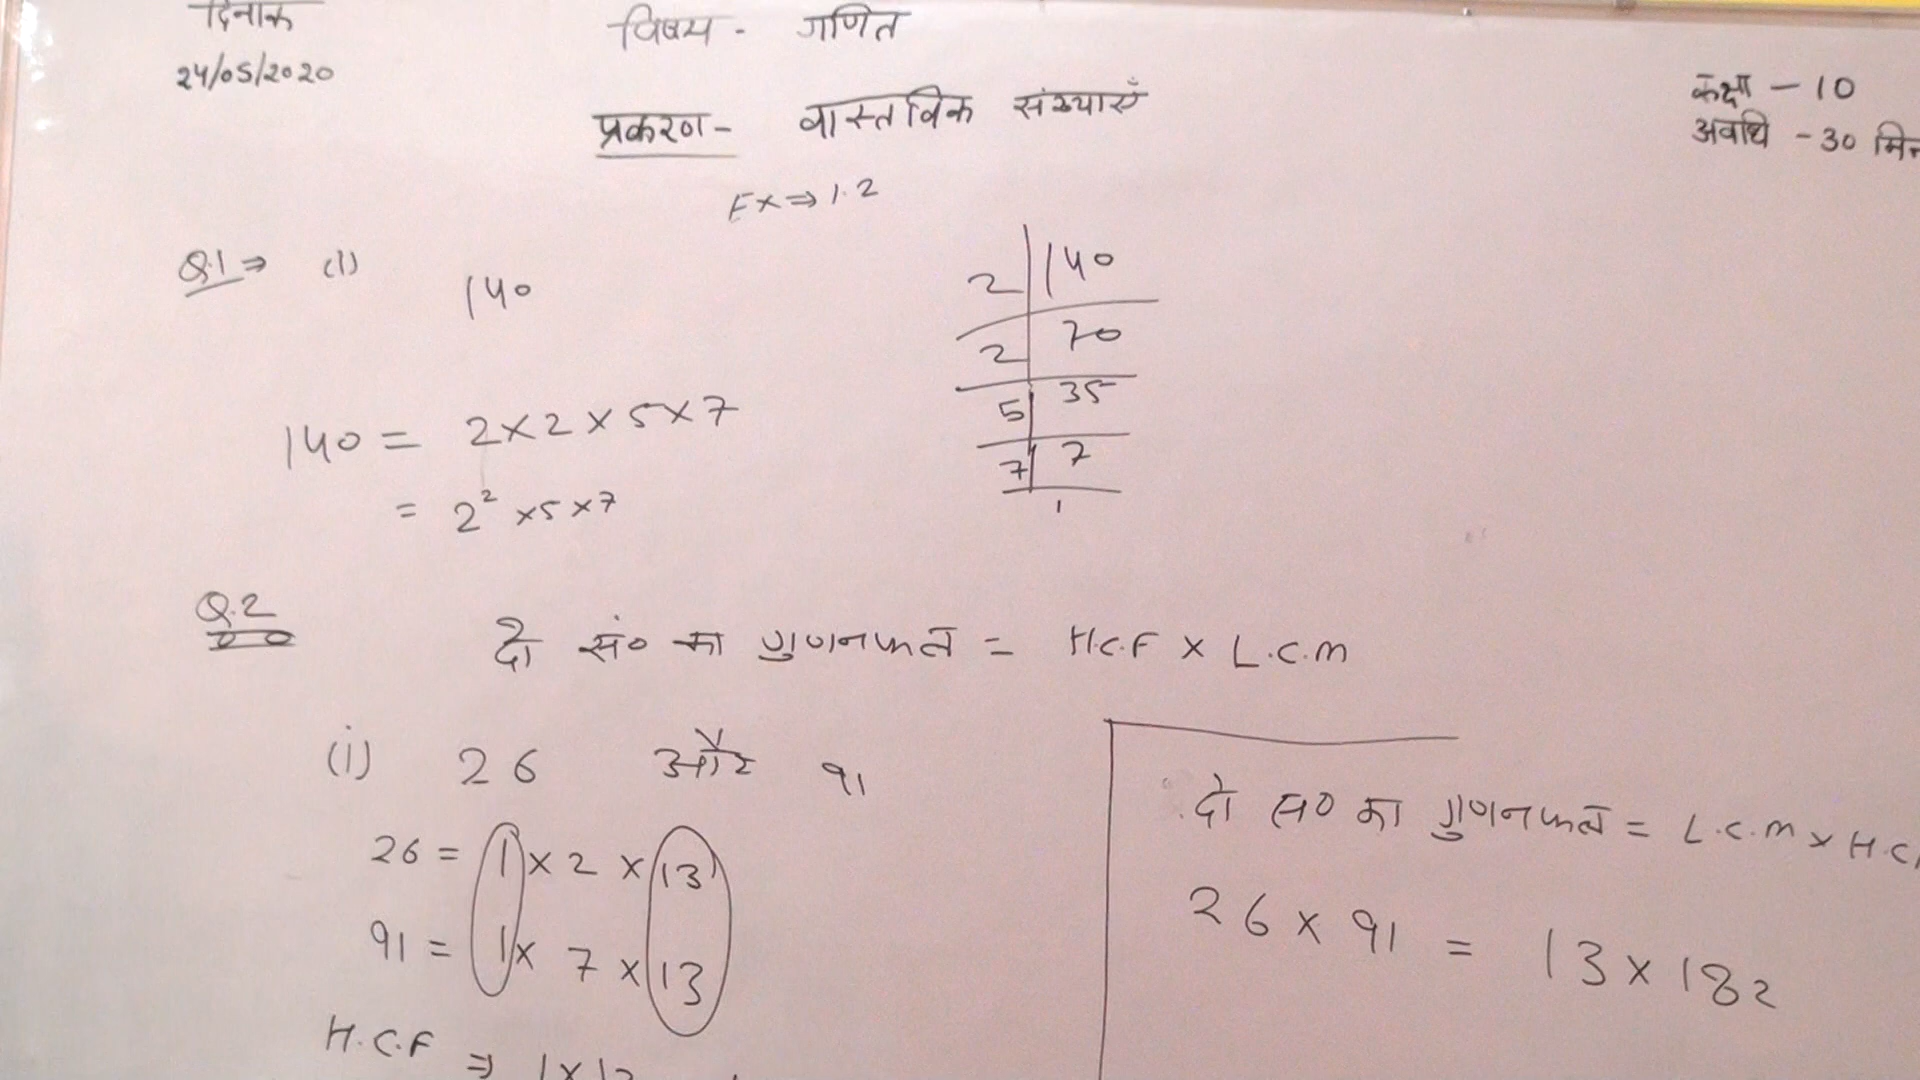 दिनांक
24/05/2020
विषय - गणित
प्रकरण - वास्तविक संख्याएँ
कक्षा - 10
अवधि - 30 मिन
Ex ⇒ 1.2
Q.1 ⇒ (1) 140
2 | 140
2 | 70
5 | 35
7 | 7
1
140 = 2 × 2 × 5 × 7
= 2² × 5 × 7
Q.2
दो सं० का गुणनफल = H.C.F × L.C.M
(i) 26 और 91
26 = 1 × 2 × 13
91 = 1 × 7 × 13
H.C.F ⇒ 1 × 13
दो स० का गुणनफल = L.C.M × H.C.
26 × 91 = 13 × 182